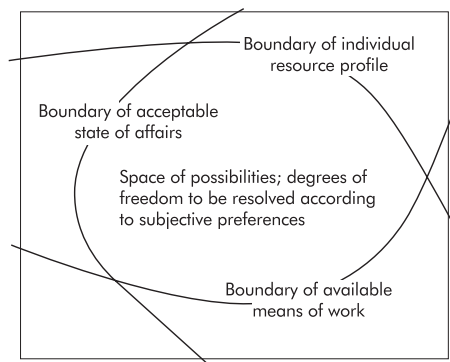 Boundary of individual
resource profile
Boundary of acceptable
state of affairs
Space of possibilities; degrees of
freedom to be resolved according
to subjective preferences
Boundary of available
means of work